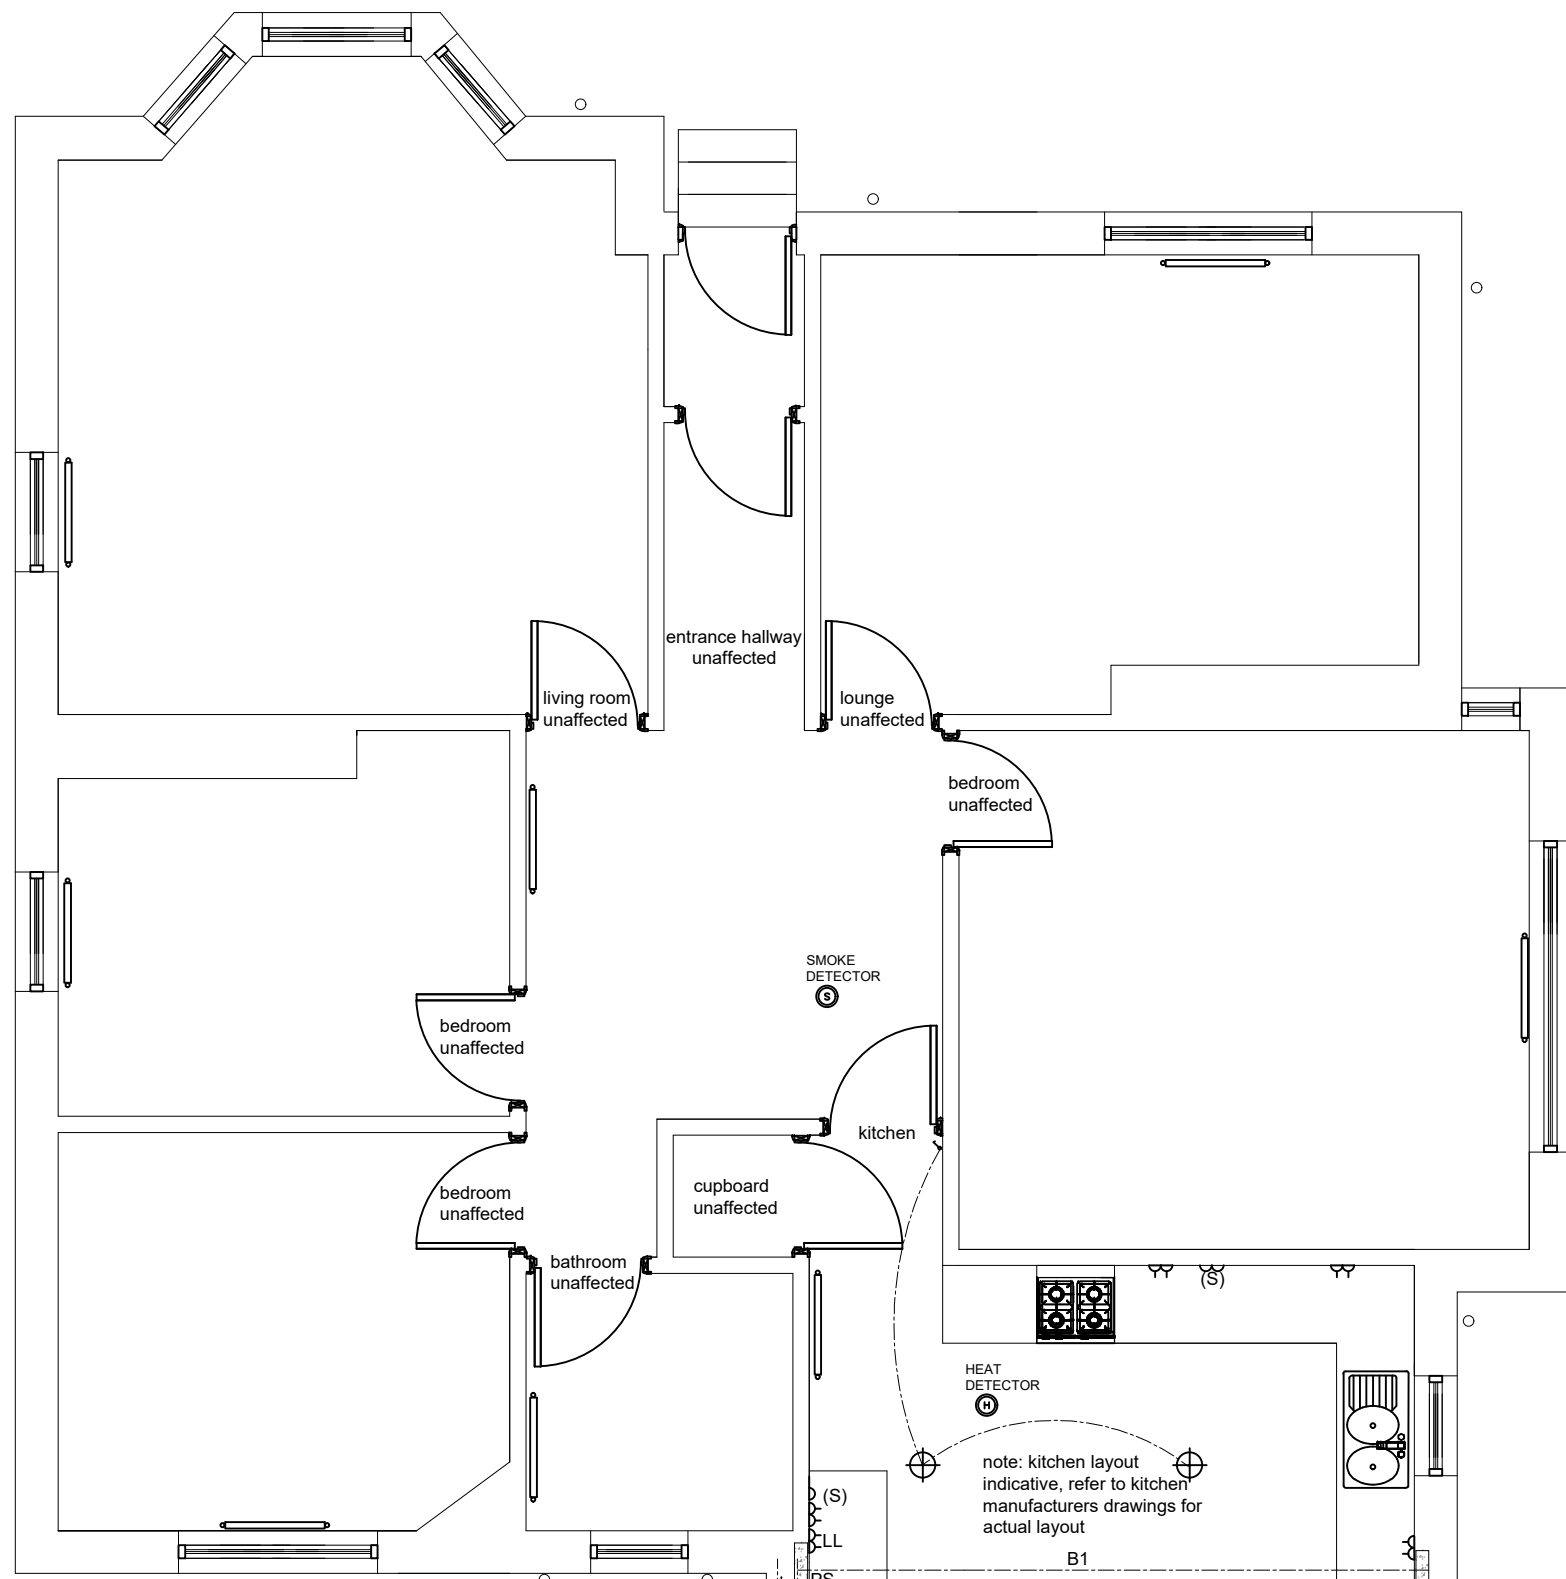 entrance hallway
unaffected
living room
unaffected
lounge
unaffected
bedroom
unaffected
SMOKE
DETECTOR
S
bedroom
unaffected
kitchen
cupboard
unaffected
bedroom
unaffected
bathroom
unaffected
(S)
HEAT
DETECTOR
H
note: kitchen layout
indicative, refer to kitchen
manufacturers drawings for
actual layout
(S)
LL
B1